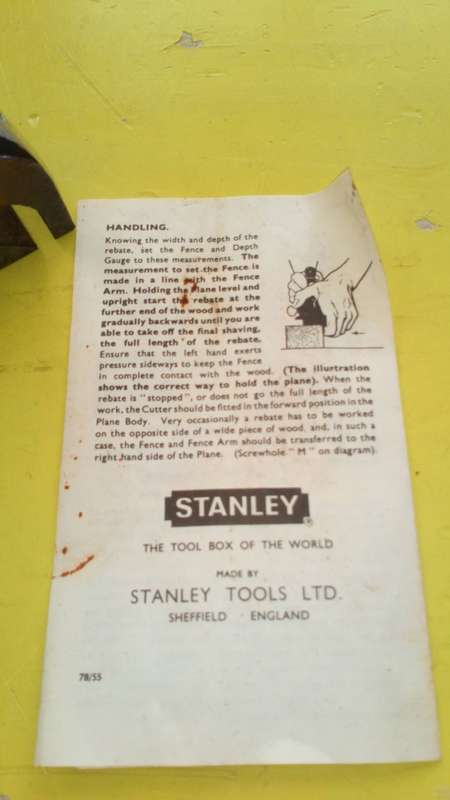 HANDLING.
Knowing the width and depth of the
rebate, set the Fence and Depth
Gauge to these measurements. The
measurement to set the Fence is
made in a line with the Fence
Arm. Holding the Plane level and
upright start the rebate at the
further end of the wood and work
gradually backwards until you are
able to take off the final shaving,
the full length of the rebate.
Ensure that the left hand exerts
pressure sideways to keep the Fence
in complete contact with the wood. (The illurtration
shows the correct way to hold the plane). When the
rebate is "stopped", or does not go the full length of the
work, the Cutter should be fitted in the forward position in the
Plane Body. Very occasionally a rebate has to be worked
on the opposite side of a wide piece of wood, and, in such a
case, the Fence and Fence Arm should be transferred to the
right hand side of the Plane. (Screwhole "M" on diagram).
STANLEY®
THE TOOL BOX OF THE WORLD
MADE BY
STANLEY TOOLS LTD.
SHEFFIELD ENGLAND
78/55